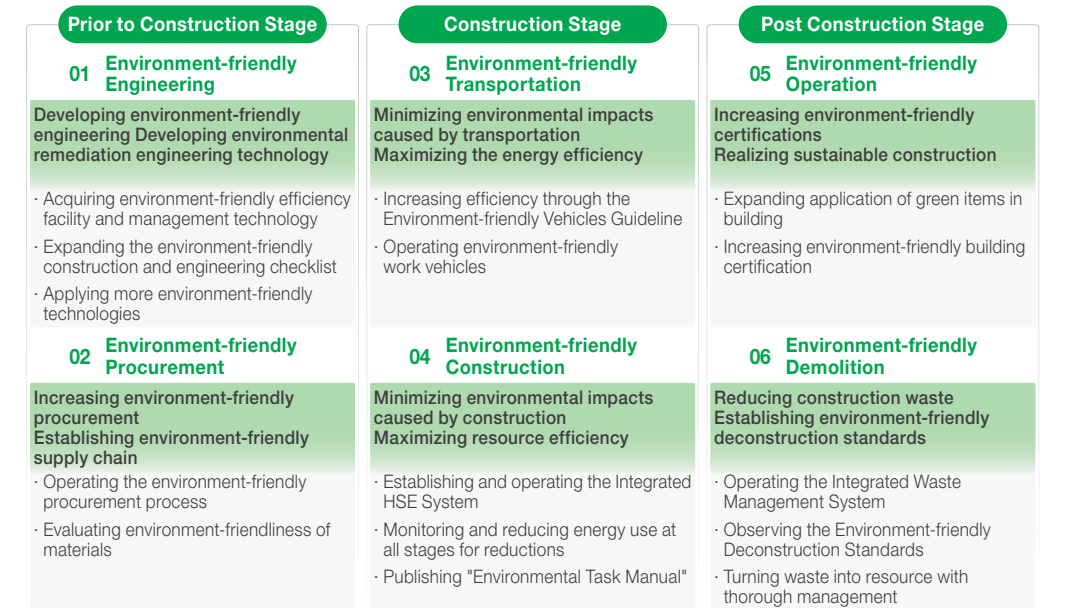 Prior to Construction Stage
01
Environment-friendly
Engineering
Developing environment-friendly
engineering Developing environmental
remediation engineering technology
· Acquiring environment-friendly efficiency
facility and management technology
· Expanding the environment-friendly
construction and engineering checklist
· Applying more environment-friendly
technologies
02
Environment-friendly
Procurement
Increasing environment-friendly
procurement
Establishing environment-friendly
supply chain
· Operating the environment-friendly
procurement process
· Evaluating environment-friendliness of
materials
Construction Stage
03
Environment-friendly
Transportation
Minimizing environmental impacts
caused by transportation
Maximizing the energy efficiency
· Increasing efficiency through the
Environment-friendly Vehicles Guideline
· Operating environment-friendly
work vehicles
04
Environment-friendly
Construction
Minimizing environmental impacts
caused by construction
Maximizing resource efficiency
· Establishing and operating the Integrated
HSE System
· Monitoring and reducing energy use at
all stages for reductions
· Publishing "Environmental Task Manual"
Post Construction Stage
05
Environment-friendly
Operation
Increasing environment-friendly
certifications
Realizing sustainable construction
· Expanding application of green items in
building
· Increasing environment-friendly building
certification
06
Environment-friendly
Demolition
Reducing construction waste
Establishing environment-friendly
deconstruction standards
· Operating the Integrated Waste
Management System
· Observing the Environment-friendly
Deconstruction Standards
· Turning waste into resource with
thorough management